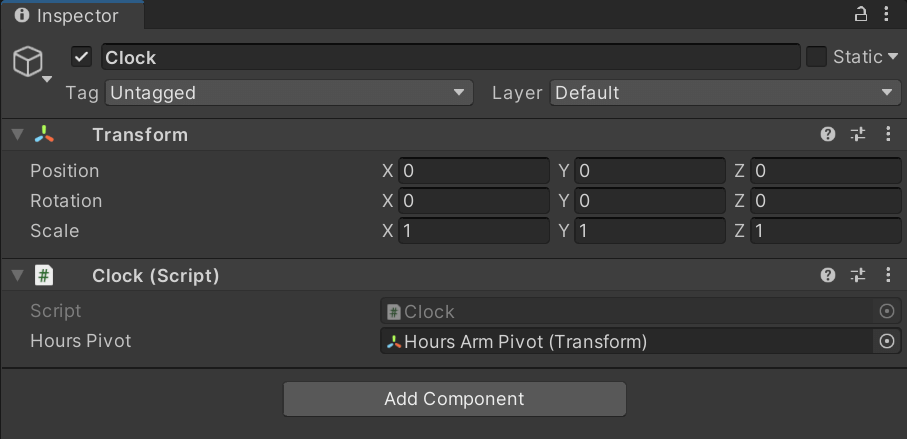 Inspector
Clock
Static
Tag Untagged Layer Default
Transform
Position X 0 Y 0 Z 0
Rotation X 0 Y 0 Z 0
Scale X 1 Y 1 Z 1
# Clock (Script)
Script # Clock
Hours Pivot Hours Arm Pivot (Transform)
Add Component